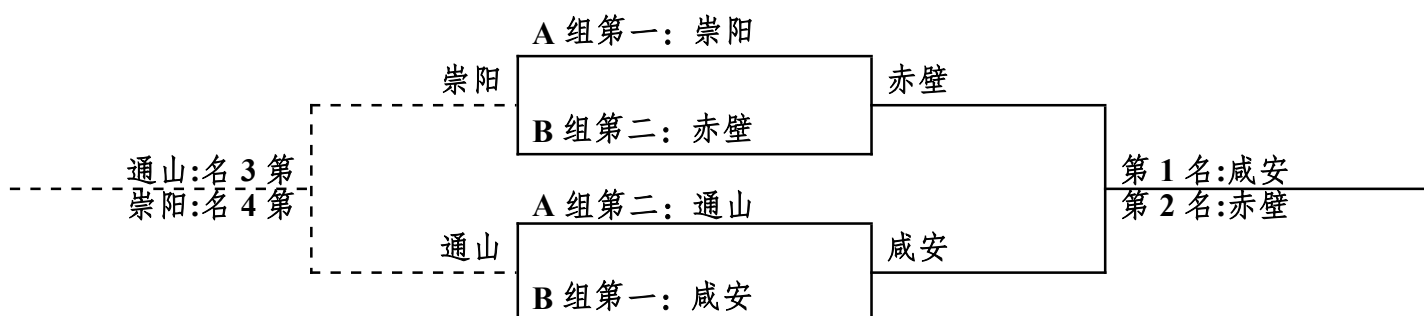 A 组第一：崇阳
崇阳
赤壁
B 组第二：赤壁
通山:名 3 第
崇阳:名 4 第
第 1 名:咸安
第 2 名:赤壁
A 组第二：通山
通山
咸安
B 组第一：咸安